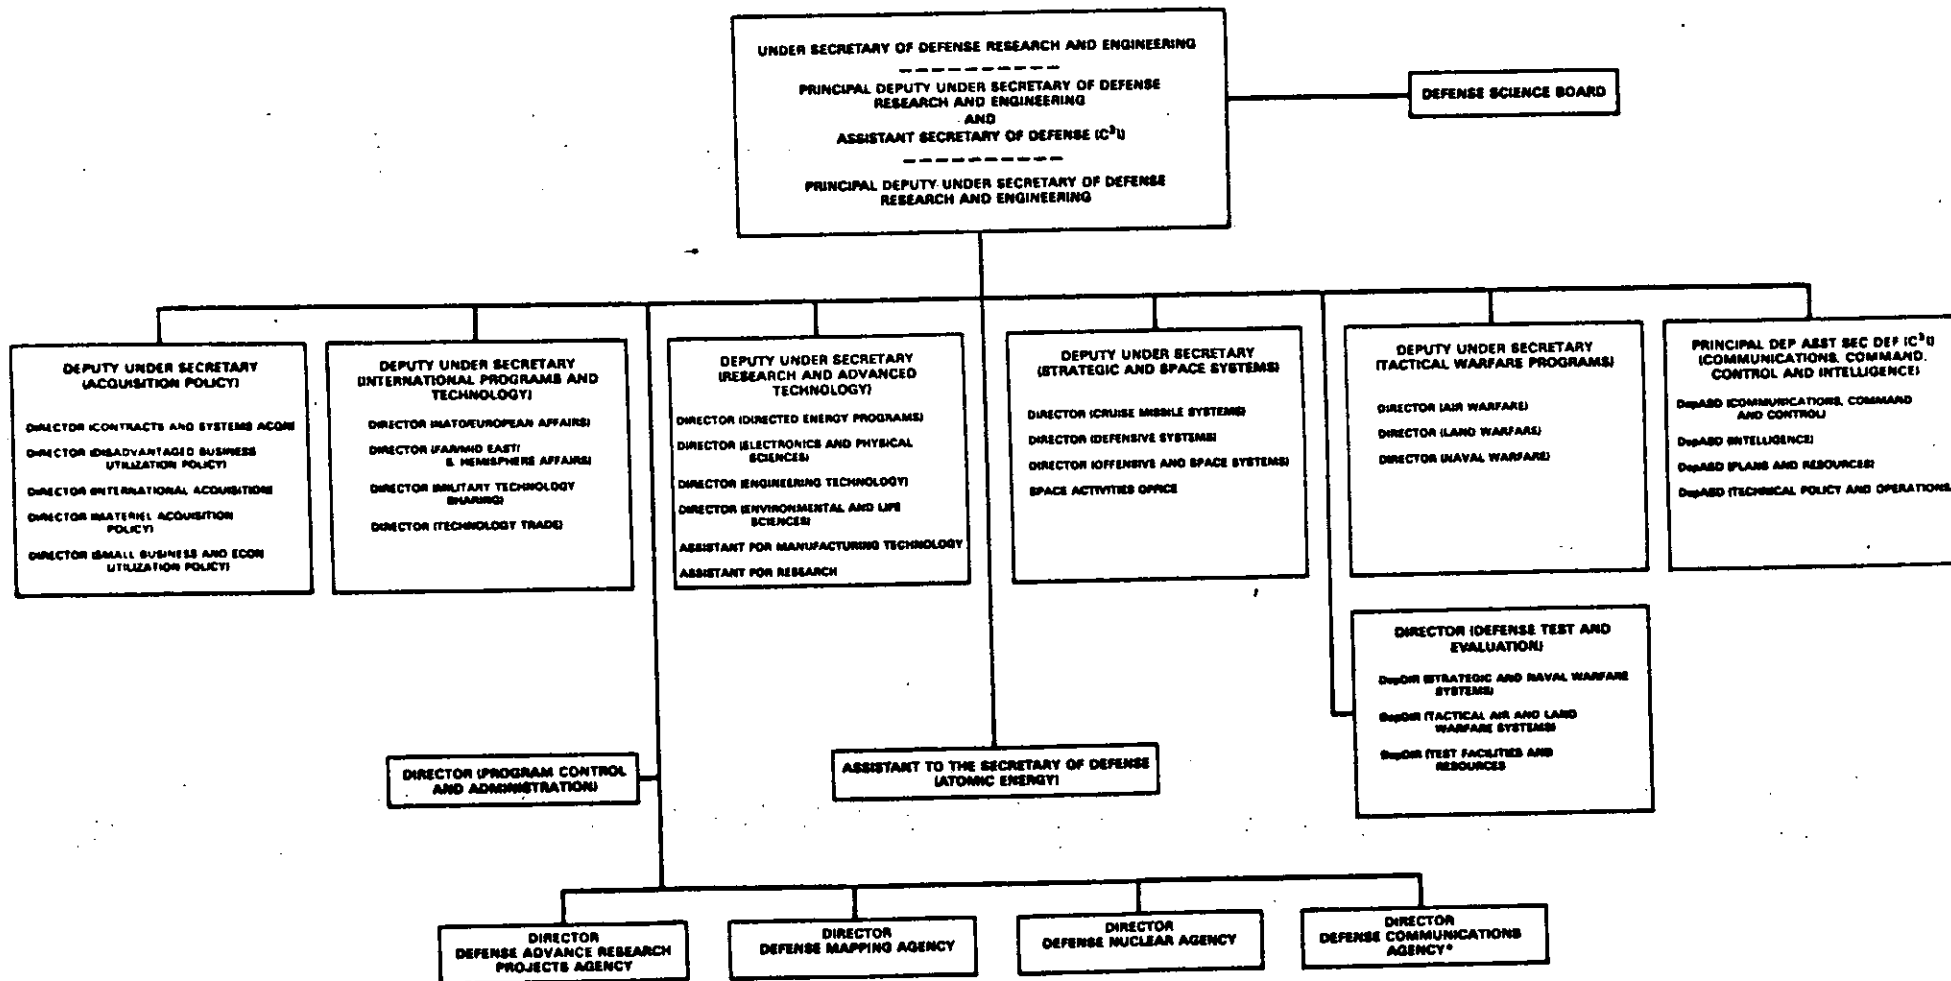 UNDER SECRETARY OF DEFENSE RESEARCH AND ENGINEERING
PRINCIPAL DEPUTY UNDER SECRETARY OF DEFENSE
RESEARCH AND ENGINEERING
AND
ASSISTANT SECRETARY OF DEFENSE (C³I)
PRINCIPAL DEPUTY UNDER SECRETARY OF DEFENSE
RESEARCH AND ENGINEERING
DEFENSE SCIENCE BOARD
DEPUTY UNDER SECRETARY
(ACQUISITION POLICY)
DIRECTOR (CONTRACTS AND SYSTEMS ACQN)
DIRECTOR (DISADVANTAGED BUSINESS
UTILIZATION POLICY)
DIRECTOR (INTERNATIONAL ACQUISITION)
DIRECTOR (MATERIEL ACQUISITION
POLICY)
DIRECTOR (SMALL BUSINESS AND ECON
UTILIZATION POLICY)
DEPUTY UNDER SECRETARY
(INTERNATIONAL PROGRAMS AND
TECHNOLOGY)
DIRECTOR (NATO/EUROPEAN AFFAIRS)
DIRECTOR (FAR/MID EAST/
S. HEMISPHERE AFFAIRS)
DIRECTOR (MILITARY TECHNOLOGY
SHARING)
DIRECTOR (TECHNOLOGY TRADE)
DEPUTY UNDER SECRETARY
(RESEARCH AND ADVANCED
TECHNOLOGY)
DIRECTOR (DIRECTED ENERGY PROGRAMS)
DIRECTOR (ELECTRONICS AND PHYSICAL
SCIENCES)
DIRECTOR (ENGINEERING TECHNOLOGY)
DIRECTOR (ENVIRONMENTAL AND LIFE
SCIENCES)
ASSISTANT FOR MANUFACTURING TECHNOLOGY
ASSISTANT FOR RESEARCH
DEPUTY UNDER SECRETARY
(STRATEGIC AND SPACE SYSTEMS)
DIRECTOR (CRUISE MISSILE SYSTEMS)
DIRECTOR (DEFENSIVE SYSTEMS)
DIRECTOR (OFFENSIVE AND SPACE SYSTEMS)
SPACE ACTIVITIES OFFICE
DEPUTY UNDER SECRETARY
(TACTICAL WARFARE PROGRAMS)
DIRECTOR (AIR WARFARE)
DIRECTOR (LAND WARFARE)
DIRECTOR (NAVAL WARFARE)
PRINCIPAL DEP ASST SEC DEF (C³I)
(COMMUNICATIONS, COMMAND,
CONTROL AND INTELLIGENCE)
DepASD (COMMUNICATIONS, COMMAND
AND CONTROL)
DepASD (INTELLIGENCE)
DepASD (PLANS AND RESOURCES)
DepASD (TECHNICAL POLICY AND OPERATIONS
DIRECTOR (DEFENSE TEST AND
EVALUATION)
DepDIR (STRATEGIC AND NAVAL WARFARE
SYSTEMS)
DepDIR (TACTICAL AIR AND LAND
WARFARE SYSTEMS)
DepDIR (TEST FACILITIES AND
RESOURCES
DIRECTOR (PROGRAM CONTROL
AND ADMINISTRATION)
ASSISTANT TO THE SECRETARY OF DEFENSE
(ATOMIC ENERGY)
DIRECTOR
DEFENSE ADVANCE RESEARCH
PROJECTS AGENCY
DIRECTOR
DEFENSE MAPPING AGENCY
DIRECTOR
DEFENSE NUCLEAR AGENCY
DIRECTOR
DEFENSE COMMUNICATIONS
AGENCY*